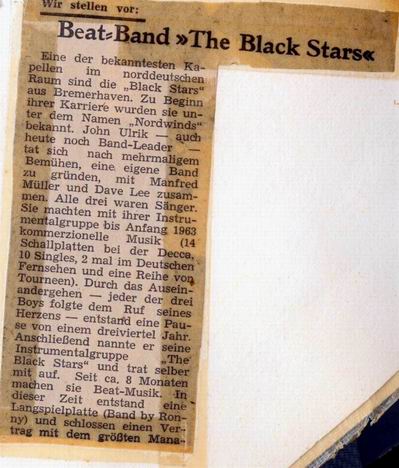 Wir stellen vor:
Beat-Band »The Black Stars«
Eine der bekanntesten Ka-
pellen im norddeutschen
Raum sind die „Black Stars“
aus Bremerhaven. Zu Beginn
ihrer Karriere wurden sie un-
ter dem Namen „Nordwinds“
bekannt. John Ulrik — auch
heute noch Band-Leader —
tat sich nach mehrmaligem
Bemühen, eine eigene Band
zu gründen, mit Manfred
Müller und Dave Lee zusam-
men. Alle drei waren Sänger.
Sie machten mit ihrer Instru-
mentalgruppe bis Anfang 1963
kommerzionelle Musik (14
Schallplatten bei der Decca,
10 Singles, 2 mal im Deutschen
Fernsehen und eine Reihe von
Tourneen). Durch das Ausein-
andergehen — jeder der drei
Boys folgte dem Ruf seines
Herzens — entstand eine Pau-
se von einem dreiviertel Jahr.
Anschließend nannte er seine
Instrumentalgruppe „The
Black Stars“ und trat selber
mit auf. Seit ca. 8 Monaten
machen sie Beat-Musik. In
dieser Zeit entstand eine
Langspielplatte (Band by Ron-
ny) und schlossen einen Ver-
trag mit dem größten Mana-